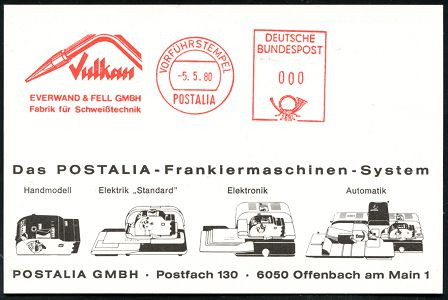 Vulkan
EVERWAND & FELL GMBH
Fabrik für Schweißtechnik
VORFÜHRSTEMPEL
-5.5.80
POSTALIA
DEUTSCHE
BUNDESPOST
000
Das POSTALIA-Frankiermaschinen-System
Handmodell
Elektrik „Standard"
Elektronik
Automatik
POSTALIA GMBH · Postfach 130 · 6050 Offenbach am Main 1